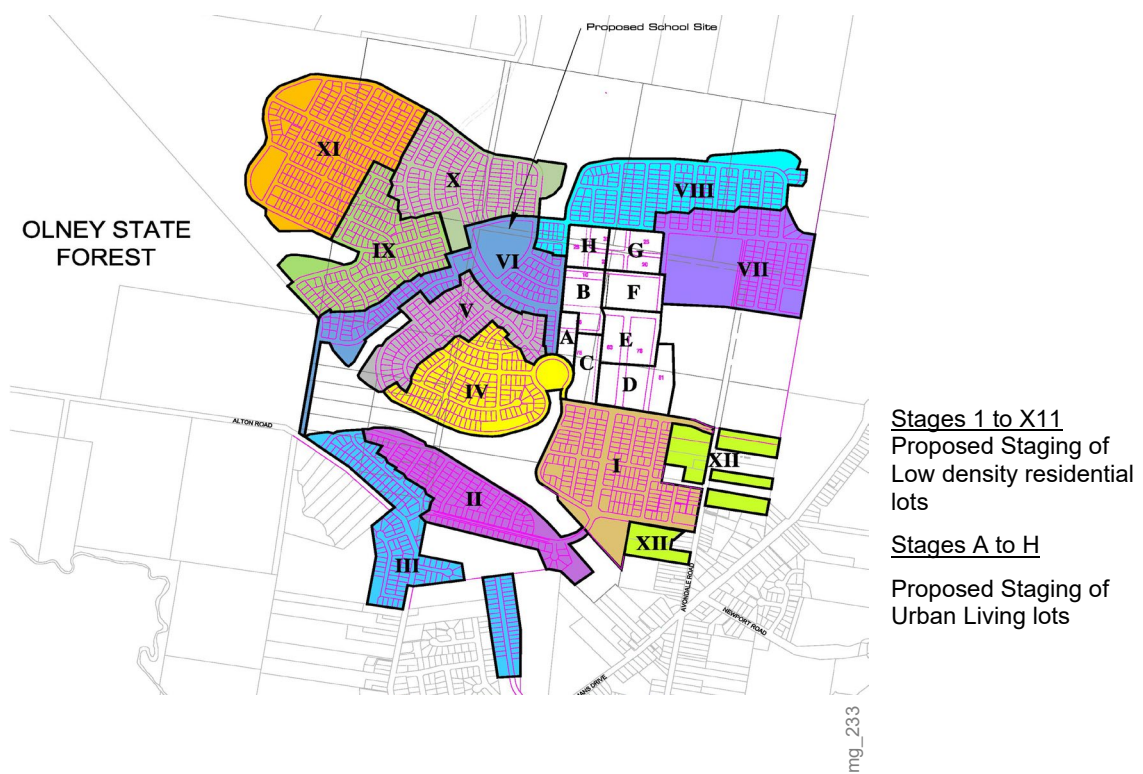 Proposed School Site
XI
X
VIII
OLNEY STATE
FOREST
IX
VI
H
G
VII
B
F
V
A
E
C
IV
D
ALTON ROAD
I
XII
II
XII
III
AVONDALE ROAD
NEWPORT ROAD
Stages 1 to X11
Proposed Staging of
Low density residential
lots
Stages A to H
Proposed Staging of
Urban Living lots
mg_233